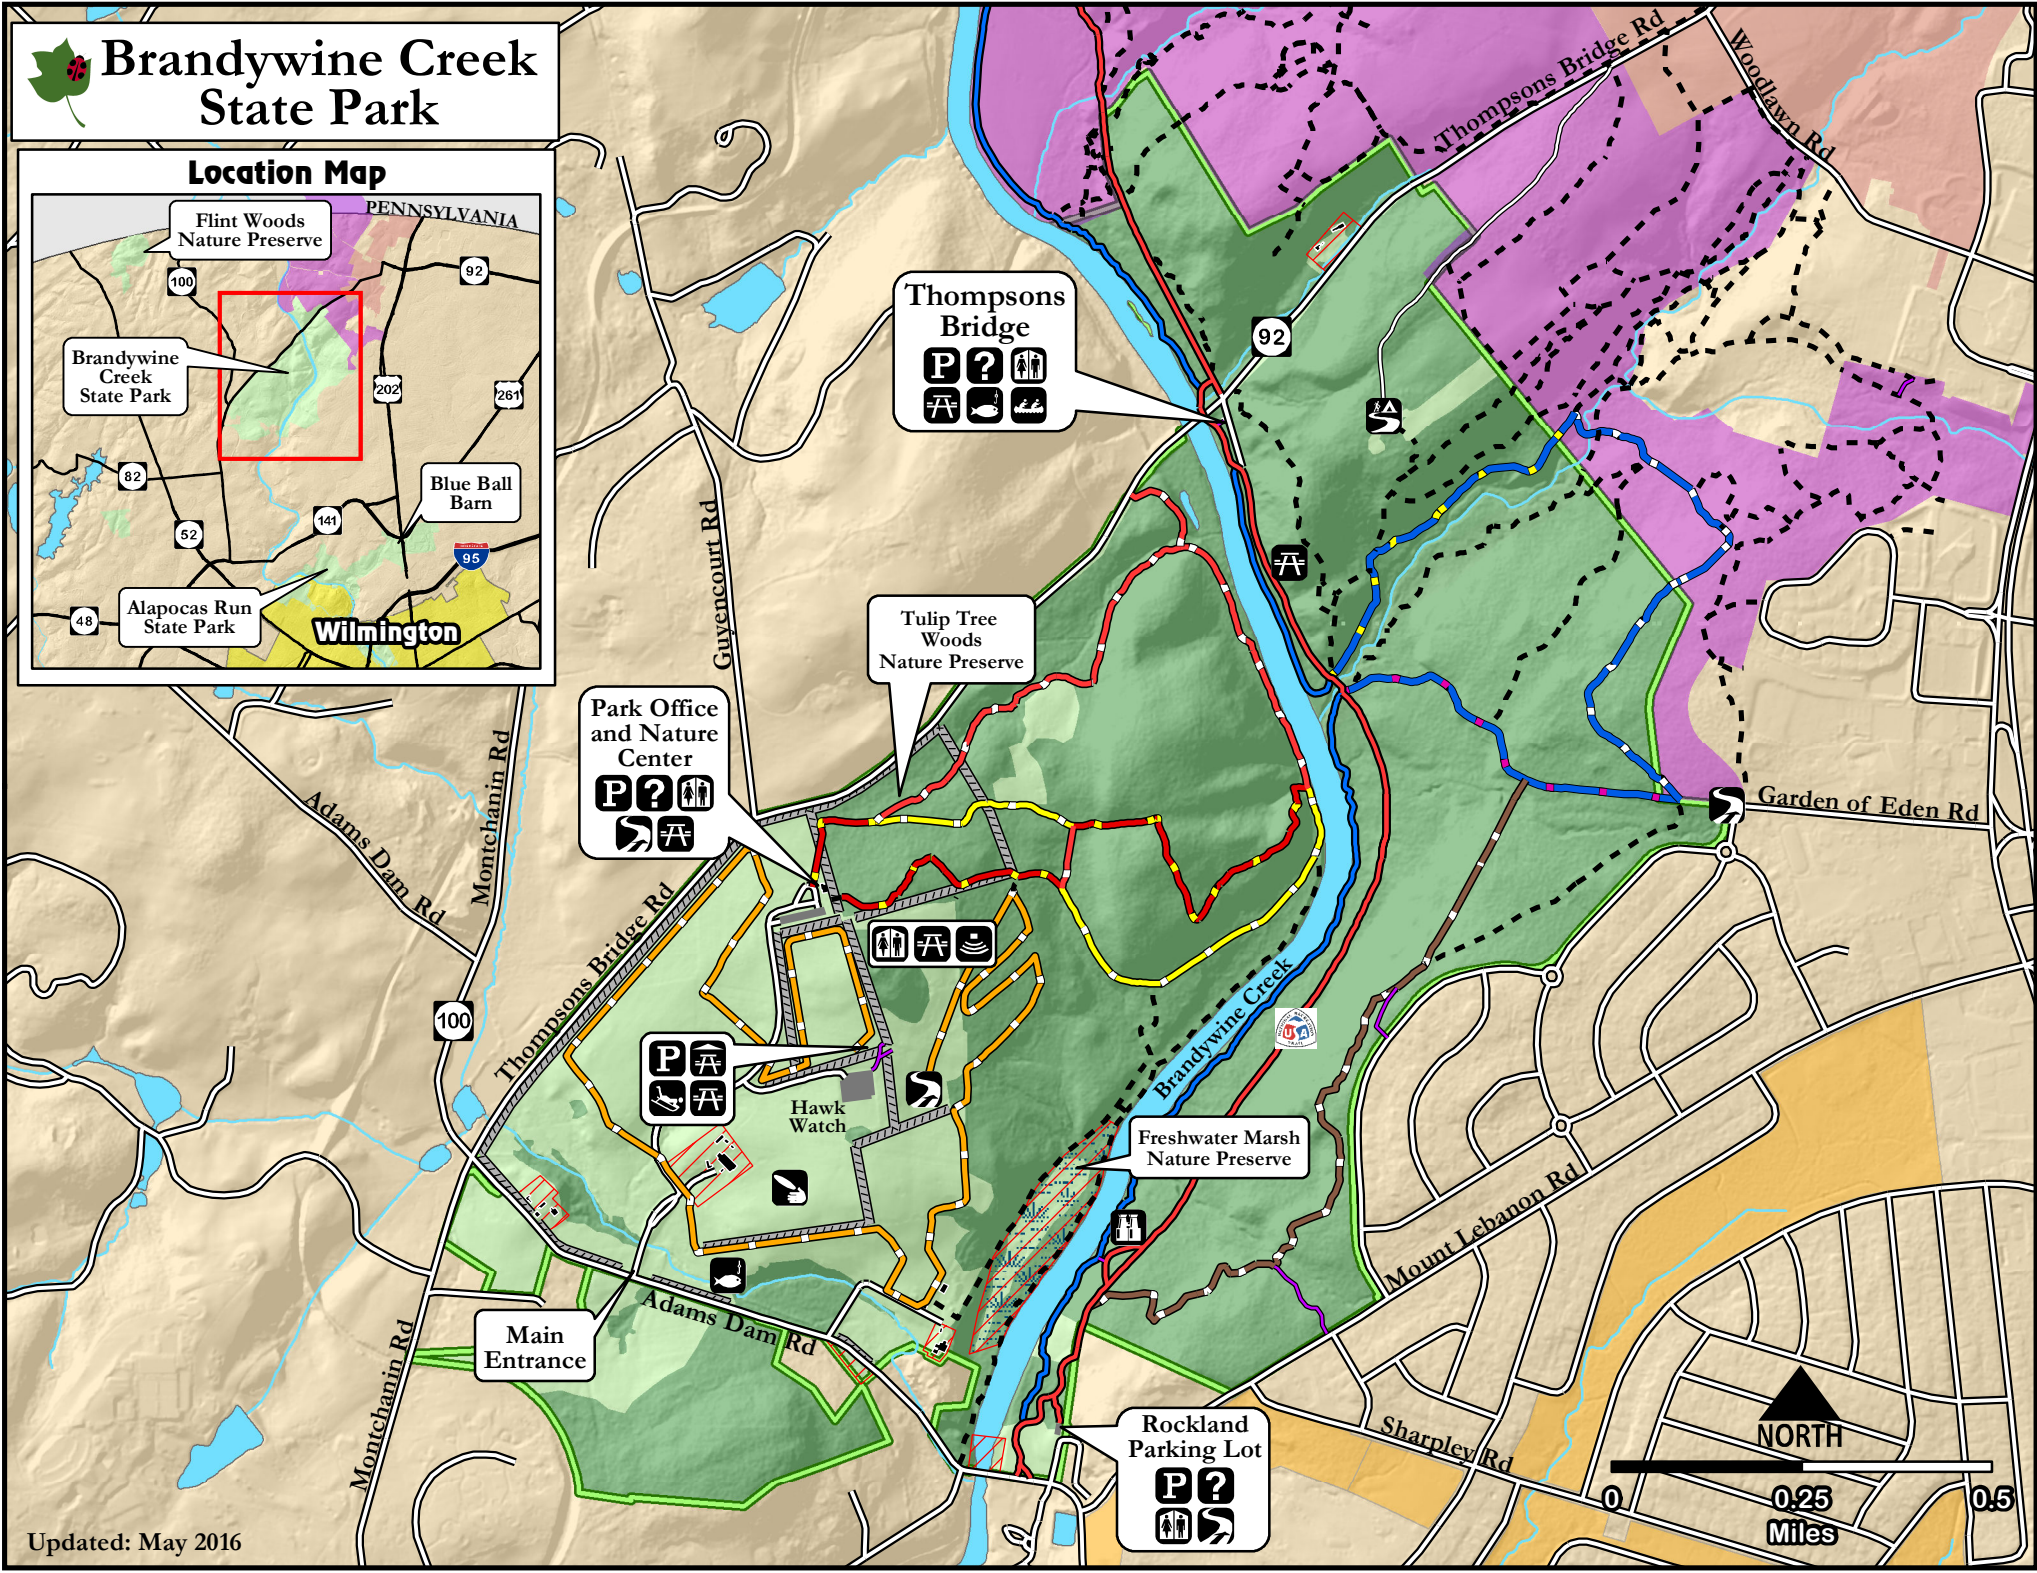 Brandywine Creek
State Park
Location Map
PENNSYLVANIA
Flint Woods
Nature Preserve
100
92
Brandywine
Creek
State Park
202
261
82
Blue Ball
Barn
141
52
95
Alapocas Run
State Park
48
Wilmington
Thompsons Bridge Rd
Woodlawn Rd
Thompsons
Bridge
P ?
92
Guyencourt Rd
Tulip Tree
Woods
Nature Preserve
Park Office
and Nature
Center
P ?
Montchanin Rd
Adams Dam Rd
Garden of Eden Rd
Thompsons Bridge Rd
100
Brandywine Creek
USA
P
Hawk
Watch
Freshwater Marsh
Nature Preserve
Mount Lebanon Rd
Adams Dam Rd
Main
Entrance
Montchanin Rd
Rockland
Parking Lot
P ?
Sharpley Rd
NORTH
0 0.25 0.5
Miles
Updated: May 2016